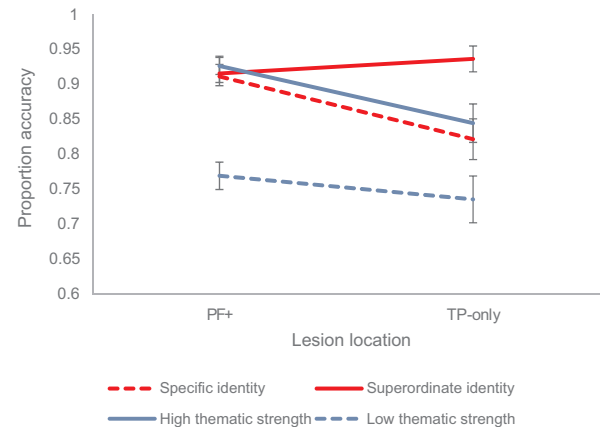 1
0.95
0.9
0.85
0.8
0.75
0.7
0.65
0.6
Proportion accuracy
PF+ TP-only
Lesion location
Specific identity Superordinate identity
High thematic strength Low thematic strength